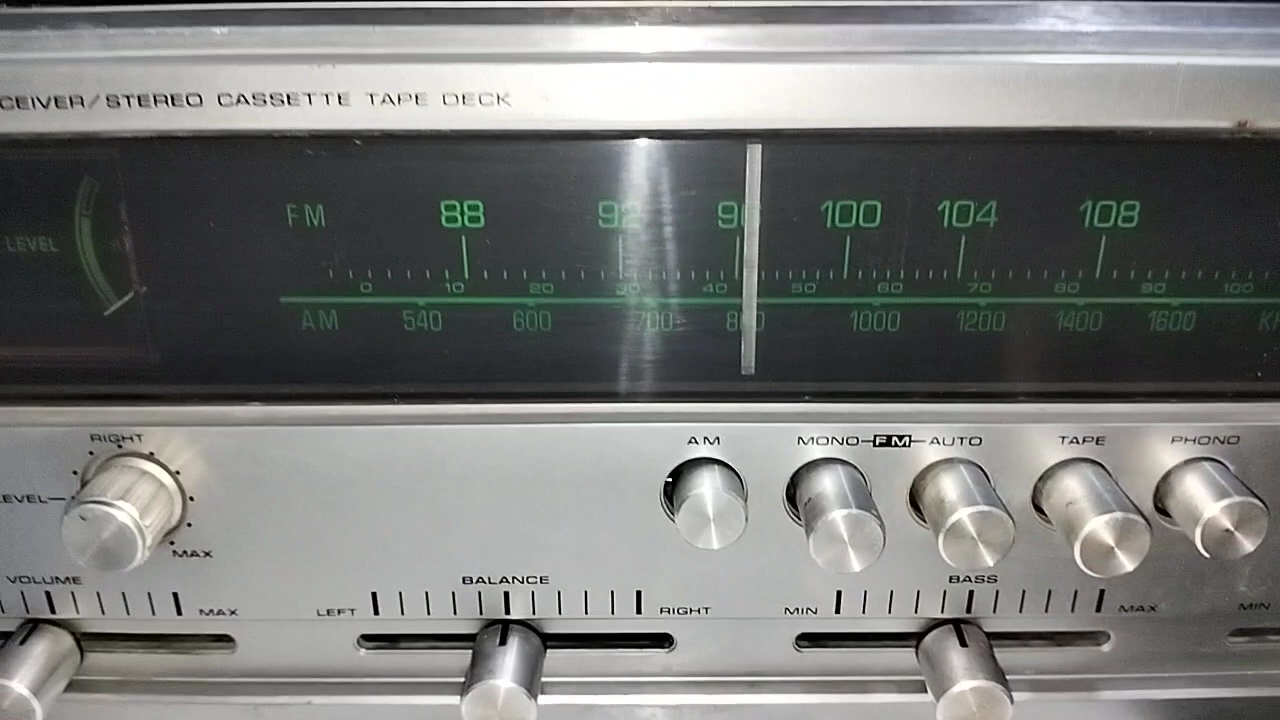 CEIVER/STEREO CASSETTE TAPE DECK
FM 88 92 96 100 104 108
LEVEL
0 10 20 30 40 50 60 70 80 90 100
AM 540 600 700 800 1000 1200 1400 1600
RIGHT
AM MONO FM AUTO TAPE PHONO
LEVEL
MAX
VOLUME BALANCE BASS
MAX LEFT RIGHT MIN MAX MIN